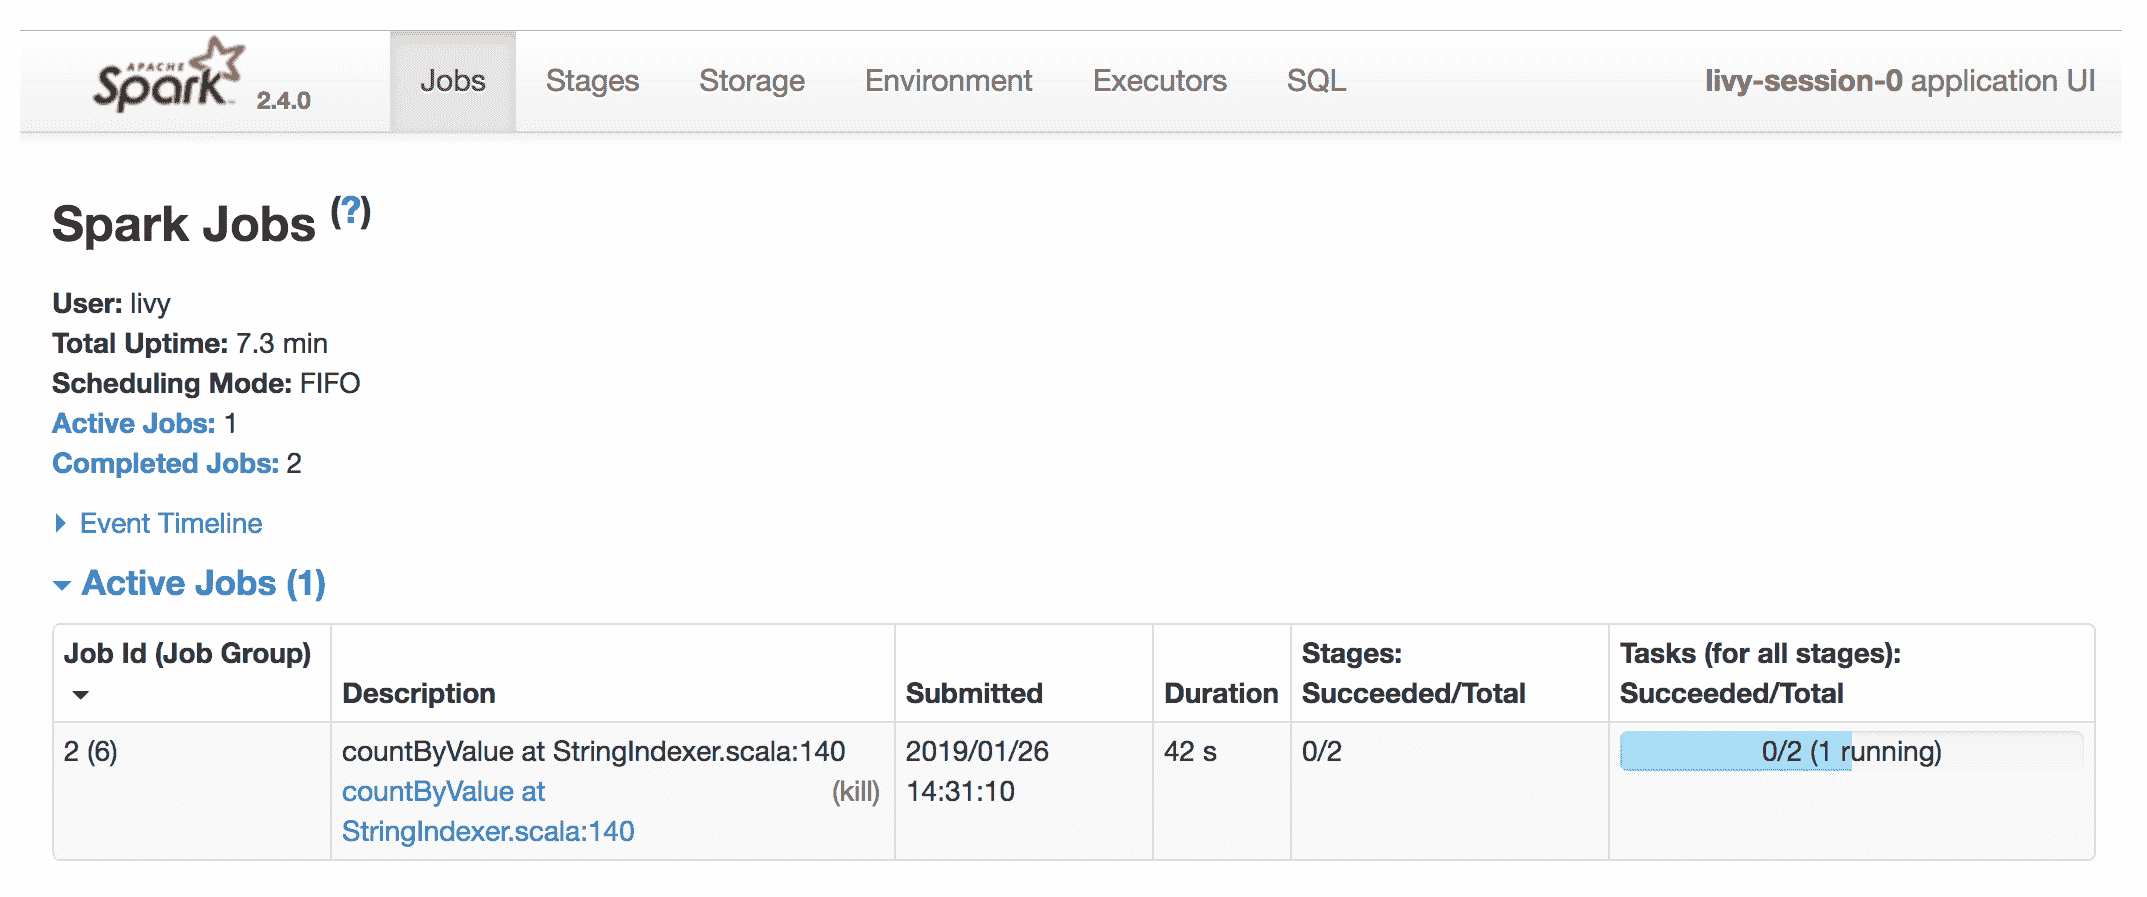 APACHE
Spark™ 2.4.0
Jobs Stages Storage Environment Executors SQL livy-session-0 application UI
Spark Jobs (?)
User: livy
Total Uptime: 7.3 min
Scheduling Mode: FIFO
Active Jobs: 1
Completed Jobs: 2
Event Timeline
Active Jobs (1)
Job Id (Job Group) Stages: Tasks (for all stages):
Description Submitted Duration Succeeded/Total Succeeded/Total
2 (6) countByValue at StringIndexer.scala:140 2019/01/26 42 s 0/2 0/2 (1 running)
countByValue at (kill) 14:31:10
StringIndexer.scala:140